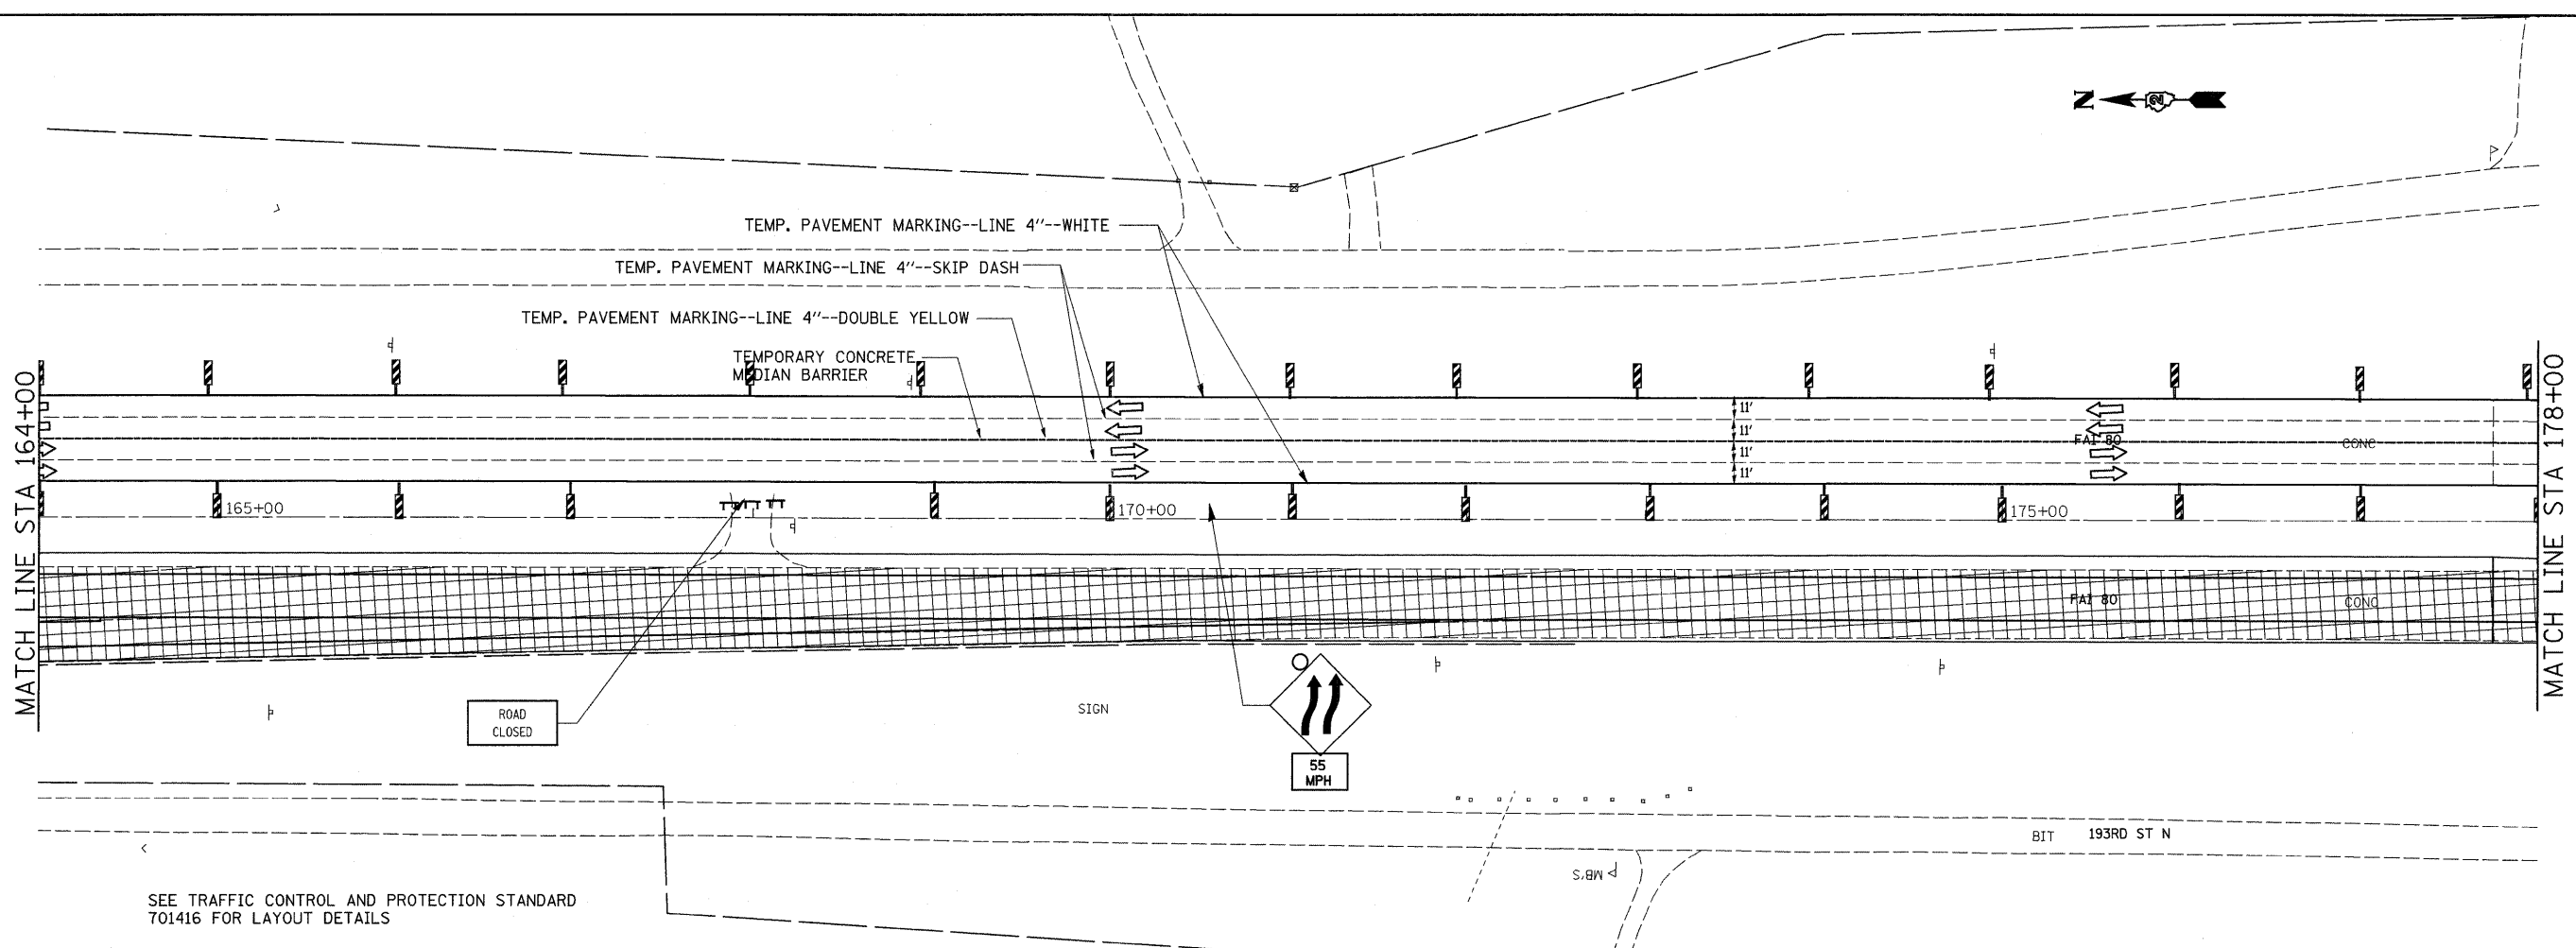 N
2
TEMP. PAVEMENT MARKING--LINE 4"--WHITE
TEMP. PAVEMENT MARKING--LINE 4"--SKIP DASH
TEMP. PAVEMENT MARKING--LINE 4"--DOUBLE YELLOW
TEMPORARY CONCRETE
MEDIAN BARRIER
MATCH LINE STA 164+00
MATCH LINE STA 178+00
11'
11'
11'
11'
FAI 80
CONC
165+00
170+00
175+00
FAI 80
CONC
ROAD
CLOSED
SIGN
55
MPH
BIT 193RD ST N
MB'S
SEE TRAFFIC CONTROL AND PROTECTION STANDARD
701416 FOR LAYOUT DETAILS